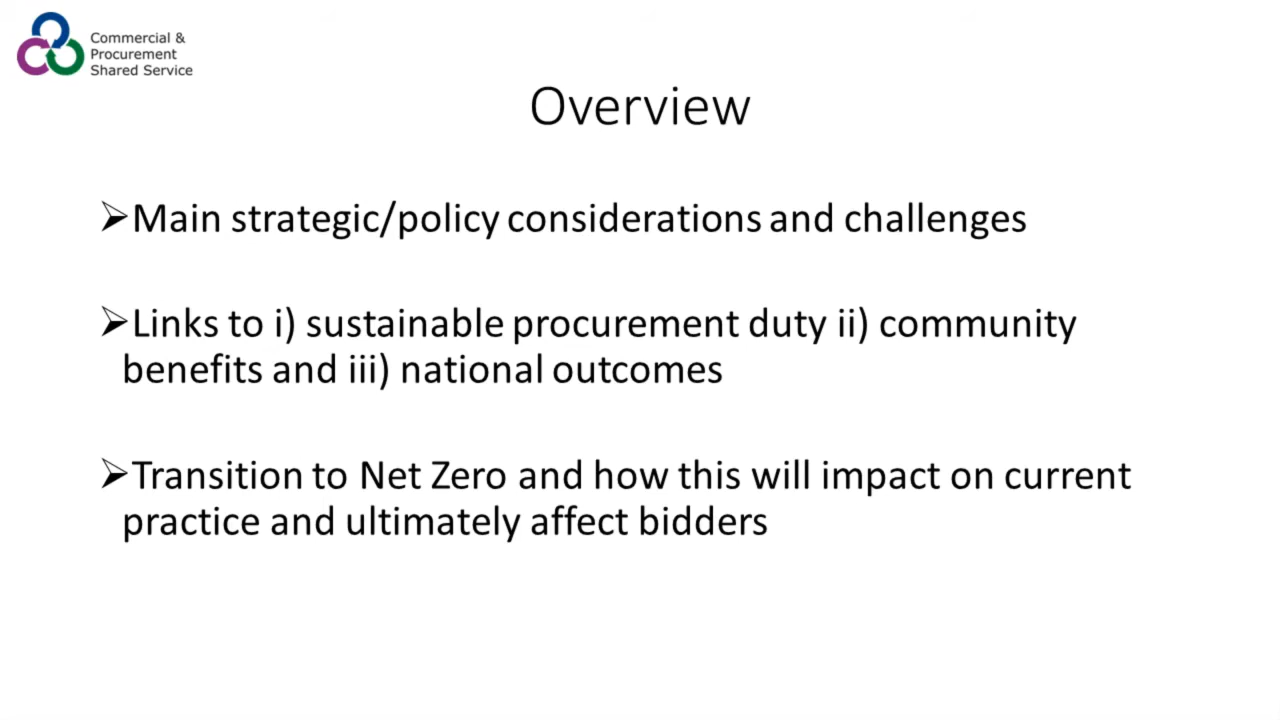 Commercial &
Procurement
Shared Service
Overview
➢Main strategic/policy considerations and challenges
➢Links to i) sustainable procurement duty ii) community
benefits and iii) national outcomes
➢Transition to Net Zero and how this will impact on current
practice and ultimately affect bidders